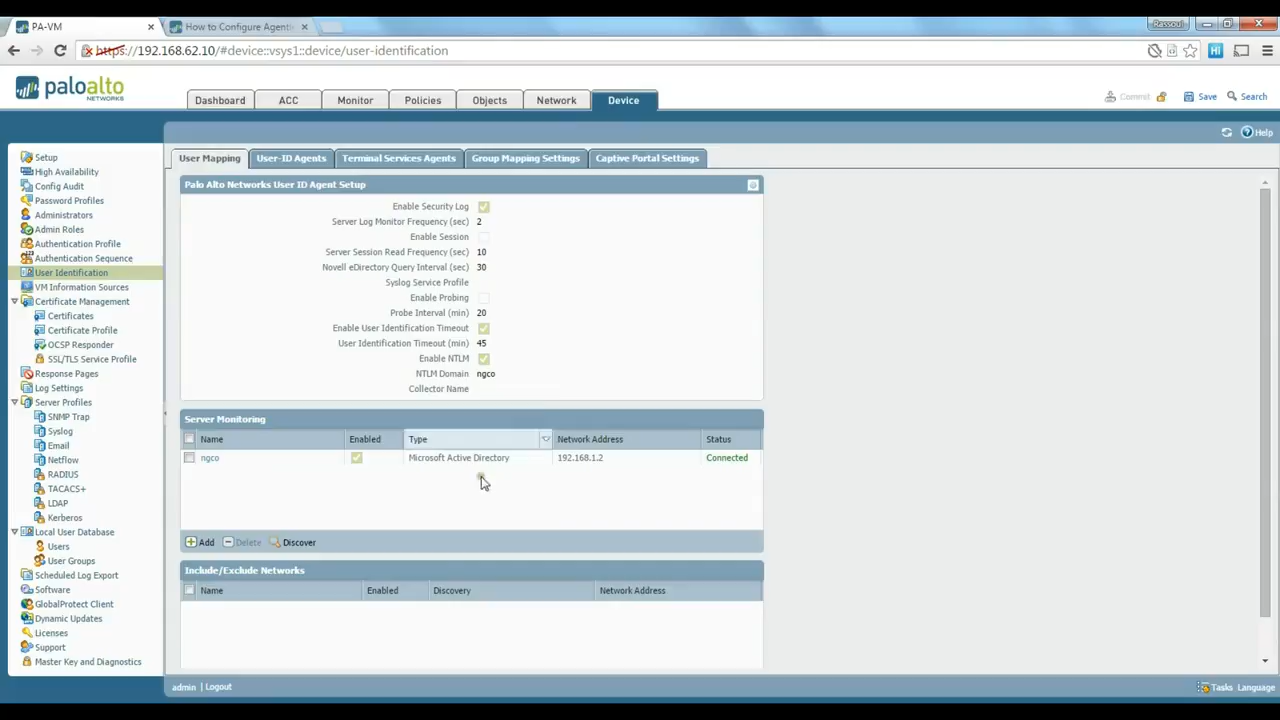 PA-VM
How to Configure Agentl
Rassoul
https://192.168.62.10/#device::vsys1::device/user-identification
paloalto
NETWORKS
Dashboard ACC Monitor Policies Objects Network Device
Commit Save Search
Help
Setup
High Availability
Config Audit
Password Profiles
Administrators
Admin Roles
Authentication Profile
Authentication Sequence
User Identification
VM Information Sources
Certificate Management
Certificates
Certificate Profile
OCSP Responder
SSL/TLS Service Profile
Response Pages
Log Settings
Server Profiles
SNMP Trap
Syslog
Email
Netflow
RADIUS
TACACS+
LDAP
Kerberos
Local User Database
Users
User Groups
Scheduled Log Export
Software
GlobalProtect Client
Dynamic Updates
Licenses
Support
Master Key and Diagnostics
User Mapping User-ID Agents Terminal Services Agents Group Mapping Settings Captive Portal Settings
Palo Alto Networks User ID Agent Setup
Enable Security Log
Server Log Monitor Frequency (sec) 2
Enable Session
Server Session Read Frequency (sec) 10
Novell eDirectory Query Interval (sec) 30
Syslog Service Profile
Enable Probing
Probe Interval (min) 20
Enable User Identification Timeout
User Identification Timeout (min) 45
Enable NTLM
NTLM Domain ngco
Collector Name
Server Monitoring
Name Enabled Type Network Address Status
ngco Microsoft Active Directory 192.168.1.2 Connected
Add Delete Discover
Include/Exclude Networks
Name Enabled Discovery Network Address
admin | Logout
Tasks Language